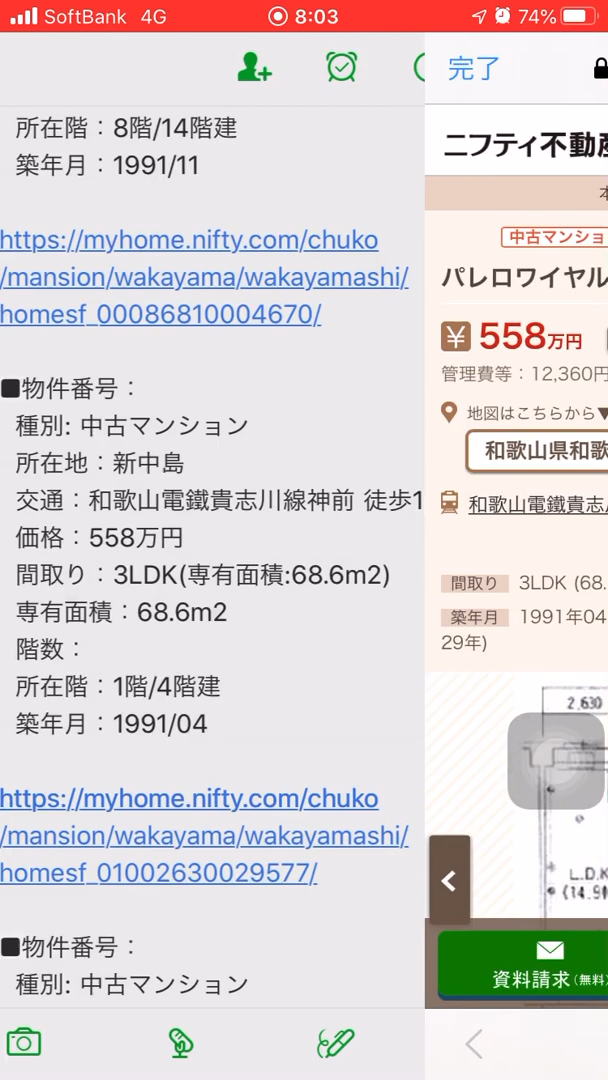 SoftBank 4G 8:03 74%
所在階：8階/14階建
築年月：1991/11
https://myhome.nifty.com/chuko
/mansion/wakayama/wakayamashi/
homesf_00086810004670/
■物件番号：
種別: 中古マンション
所在地：新中島
交通：和歌山電鐵貴志川線神前 徒歩1
価格：558万円
間取り：3LDK(専有面積:68.6m2)
専有面積：68.6m2
階数：
所在階：1階/4階建
築年月：1991/04
https://myhome.nifty.com/chuko
/mansion/wakayama/wakayamashi/
homesf_01002630029577/
■物件番号：
種別: 中古マンション
完了
ニフティ不動産
中古マンショ
パレロワイヤル
¥ 558万円
管理費等：12,360円
地図はこちらから▼
和歌山県和歌
和歌山電鐵貴志
間取り 3LDK (68.
築年月 1991年04
29年)
2,630
L.D.K
(14.9
資料請求(無料)